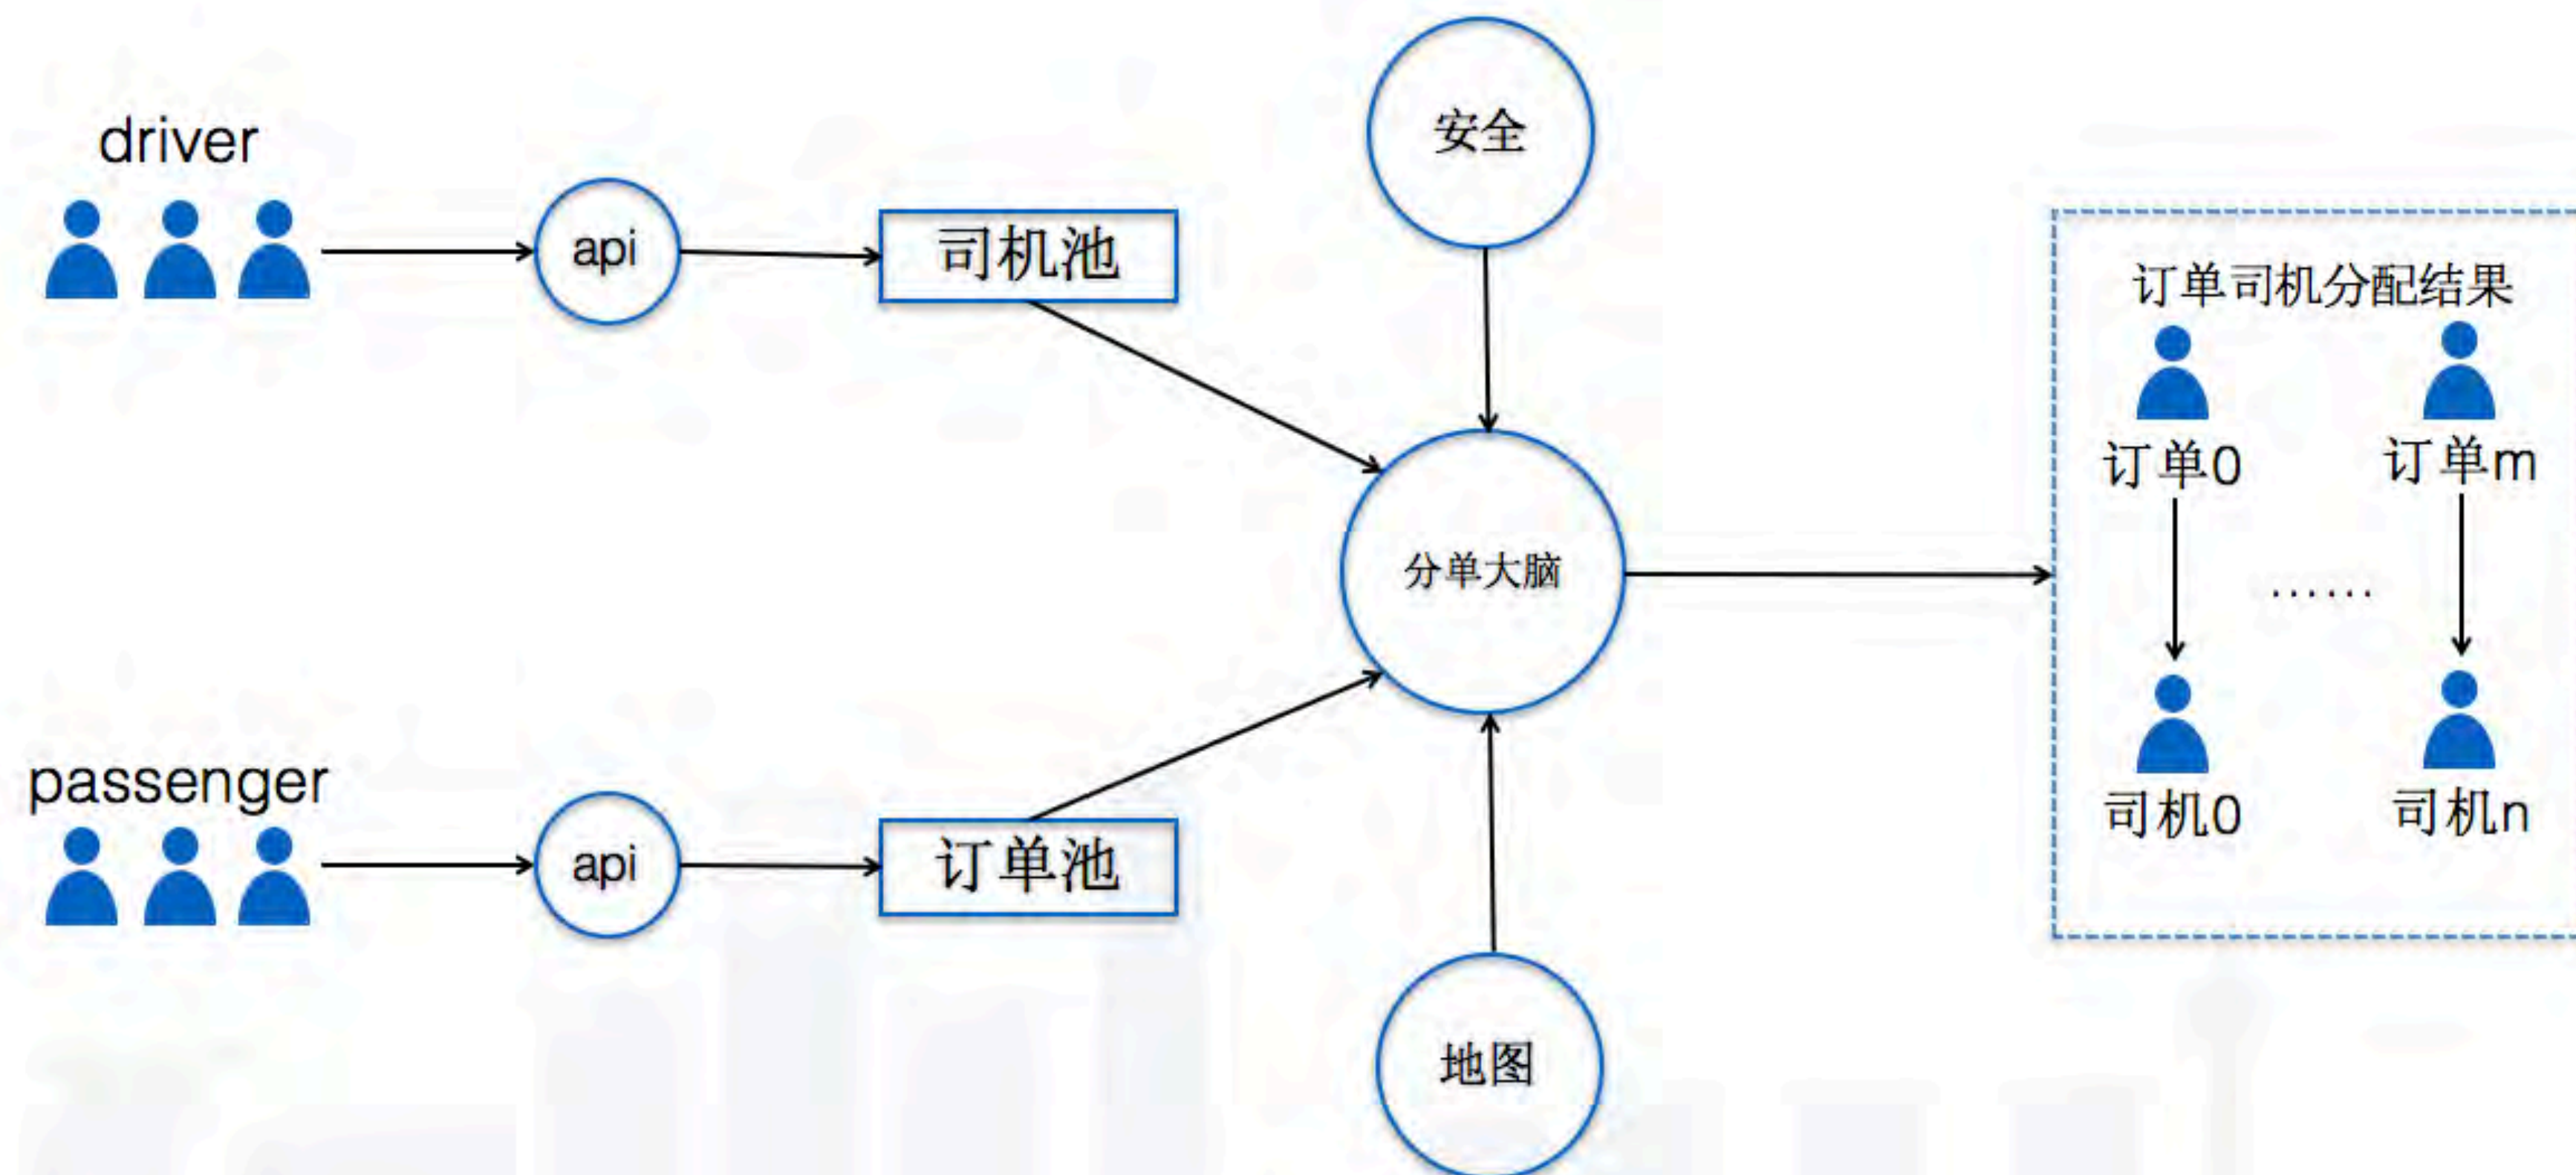 driver
api
司机池
安全
passenger
api
订单池
分单大脑
地图
订单司机分配结果
订单0
订单m
......
司机0
司机n